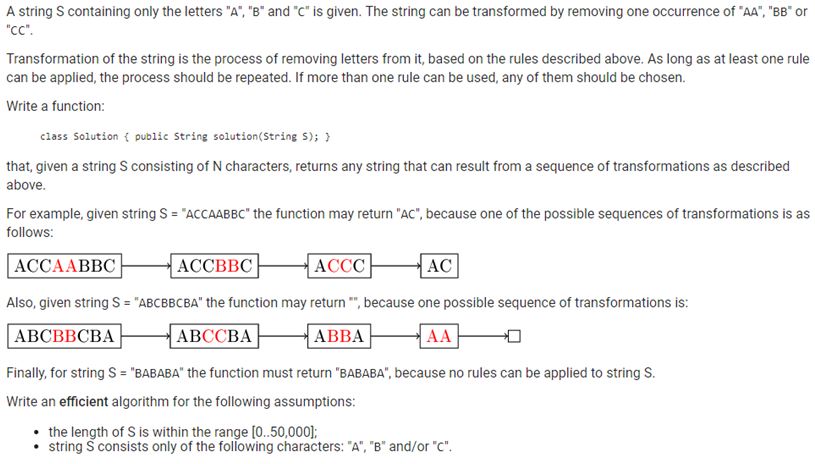 A string S containing only the letters "A", "B" and "C" is given. The string can be transformed by removing one occurrence of "AA", "BB" or
"CC".
Transformation of the string is the process of removing letters from it, based on the rules described above. As long as at least one rule
can be applied, the process should be repeated. If more than one rule can be used, any of them should be chosen.
Write a function:
class Solution { public String solution(String S); }
that, given a string S consisting of N characters, returns any string that can result from a sequence of transformations as described
above.
For example, given string S = "ACCAABBC" the function may return "AC", because one of the possible sequences of transformations is as
follows:
ACCAABBC ACCBBC ACCC AC
Also, given string S = "ABCBBCBA" the function may return "", because one possible sequence of transformations is:
ABCBBCBA ABCCBA ABBA AA
Finally, for string S = "BABABA" the function must return "BABABA", because no rules can be applied to string S.
Write an efficient algorithm for the following assumptions:
• the length of S is within the range [0..50,000];
• string S consists only of the following characters: "A", "B" and/or "C".